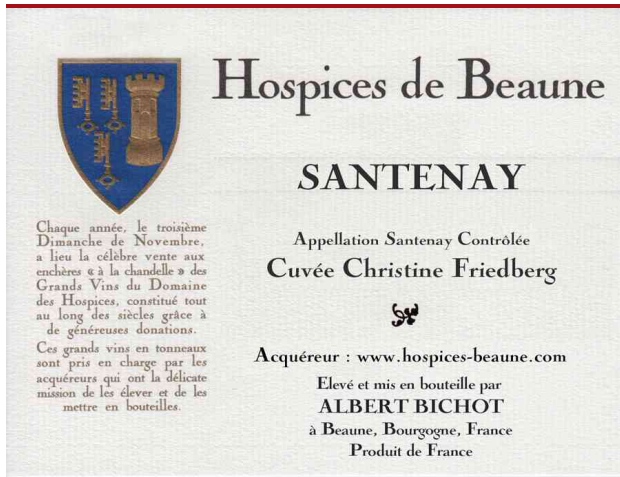 Hospices de Beaune
SANTENAY
Appellation Santenay Contrôlée
Cuvée Christine Friedberg
Acquéreur : www.hospices-beaune.com
Elevé et mis en bouteille par
ALBERT BICHOT
à Beaune, Bourgogne, France
Produit de France
Chaque année, le troisième
Dimanche de Novembre,
a lieu la célèbre vente aux
enchères « à la chandelle » des
Grands Vins du Domaine
des Hospices, constitué tout
au long des siècles grâce à
de généreuses donations.
Ces grands vins en tonneaux
sont pris en charge par les
acquéreurs qui ont la délicate
mission de les élever et de les
mettre en bouteilles.